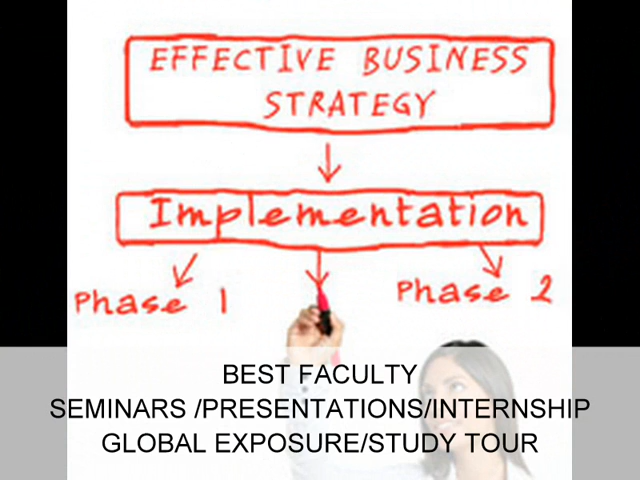 EFFECTIVE BUSINESS
STRATEGY
Implementation
Phase 1
Phase 2
BEST FACULTY
SEMINARS /PRESENTATIONS/INTERNSHIP
GLOBAL EXPOSURE/STUDY TOUR